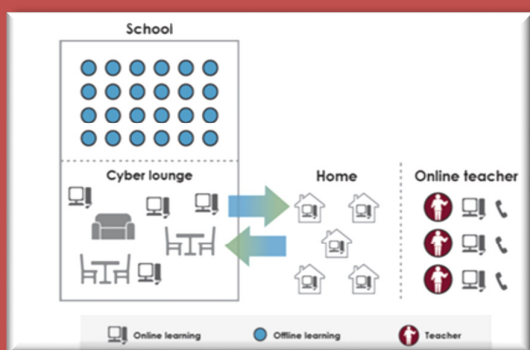 School
Cyber lounge
Home
Online teacher
Online learning
Offline learning
Teacher